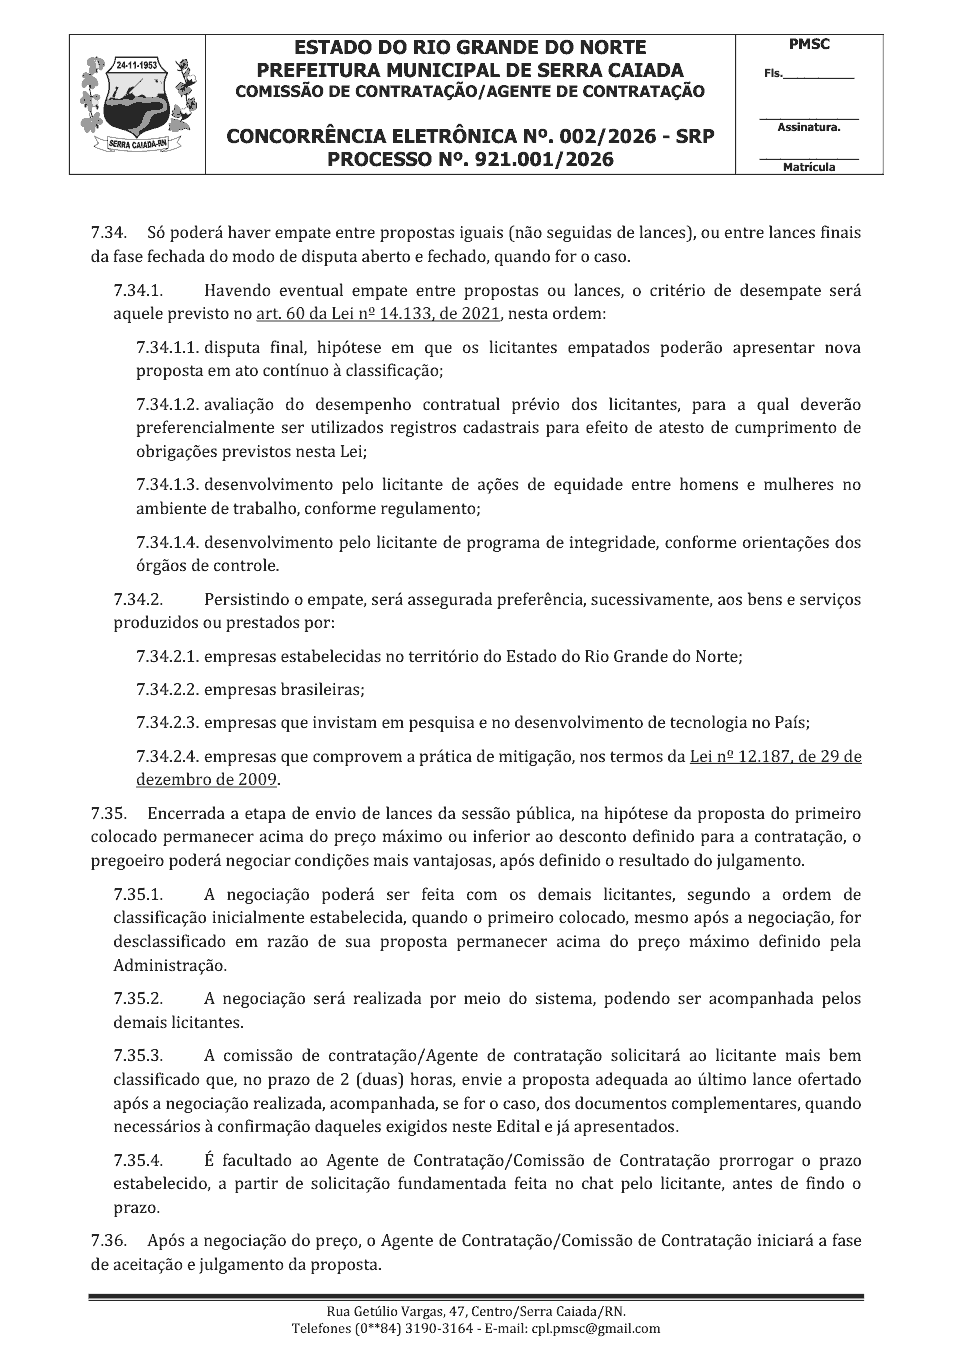 24-11-1953
SERRA CAIADA-RN
ESTADO DO RIO GRANDE DO NORTE
PREFEITURA MUNICIPAL DE SERRA CAIADA
COMISSÃO DE CONTRATAÇÃO/AGENTE DE CONTRATAÇÃO
CONCORRÊNCIA ELETRÔNICA Nº. 002/2026 - SRP
PROCESSO Nº. 921.001/2026
PMSC
Fls.___________
Assinatura.
Matrícula
7.34. Só poderá haver empate entre propostas iguais (não seguidas de lances), ou entre lances finais
da fase fechada do modo de disputa aberto e fechado, quando for o caso.
7.34.1. Havendo eventual empate entre propostas ou lances, o critério de desempate será
aquele previsto no art. 60 da Lei nº 14.133, de 2021, nesta ordem:
7.34.1.1. disputa final, hipótese em que os licitantes empatados poderão apresentar nova
proposta em ato contínuo à classificação;
7.34.1.2. avaliação do desempenho contratual prévio dos licitantes, para a qual deverão
preferencialmente ser utilizados registros cadastrais para efeito de atesto de cumprimento de
obrigações previstos nesta Lei;
7.34.1.3. desenvolvimento pelo licitante de ações de equidade entre homens e mulheres no
ambiente de trabalho, conforme regulamento;
7.34.1.4. desenvolvimento pelo licitante de programa de integridade, conforme orientações dos
órgãos de controle.
7.34.2. Persistindo o empate, será assegurada preferência, sucessivamente, aos bens e serviços
produzidos ou prestados por:
7.34.2.1. empresas estabelecidas no território do Estado do Rio Grande do Norte;
7.34.2.2. empresas brasileiras;
7.34.2.3. empresas que invistam em pesquisa e no desenvolvimento de tecnologia no País;
7.34.2.4. empresas que comprovem a prática de mitigação, nos termos da Lei nº 12.187, de 29 de
dezembro de 2009.
7.35. Encerrada a etapa de envio de lances da sessão pública, na hipótese da proposta do primeiro
colocado permanecer acima do preço máximo ou inferior ao desconto definido para a contratação, o
pregoeiro poderá negociar condições mais vantajosas, após definido o resultado do julgamento.
7.35.1. A negociação poderá ser feita com os demais licitantes, segundo a ordem de
classificação inicialmente estabelecida, quando o primeiro colocado, mesmo após a negociação, for
desclassificado em razão de sua proposta permanecer acima do preço máximo definido pela
Administração.
7.35.2. A negociação será realizada por meio do sistema, podendo ser acompanhada pelos
demais licitantes.
7.35.3. A comissão de contratação/Agente de contratação solicitará ao licitante mais bem
classificado que, no prazo de 2 (duas) horas, envie a proposta adequada ao último lance ofertado
após a negociação realizada, acompanhada, se for o caso, dos documentos complementares, quando
necessários à confirmação daqueles exigidos neste Edital e já apresentados.
7.35.4. É facultado ao Agente de Contratação/Comissão de Contratação prorrogar o prazo
estabelecido, a partir de solicitação fundamentada feita no chat pelo licitante, antes de findo o
prazo.
7.36. Após a negociação do preço, o Agente de Contratação/Comissão de Contratação iniciará a fase
de aceitação e julgamento da proposta.
Rua Getúlio Vargas, 47, Centro/Serra Caiada/RN.
Telefones (0**84) 3190-3164 - E-mail: cpl.pmsc@gmail.com